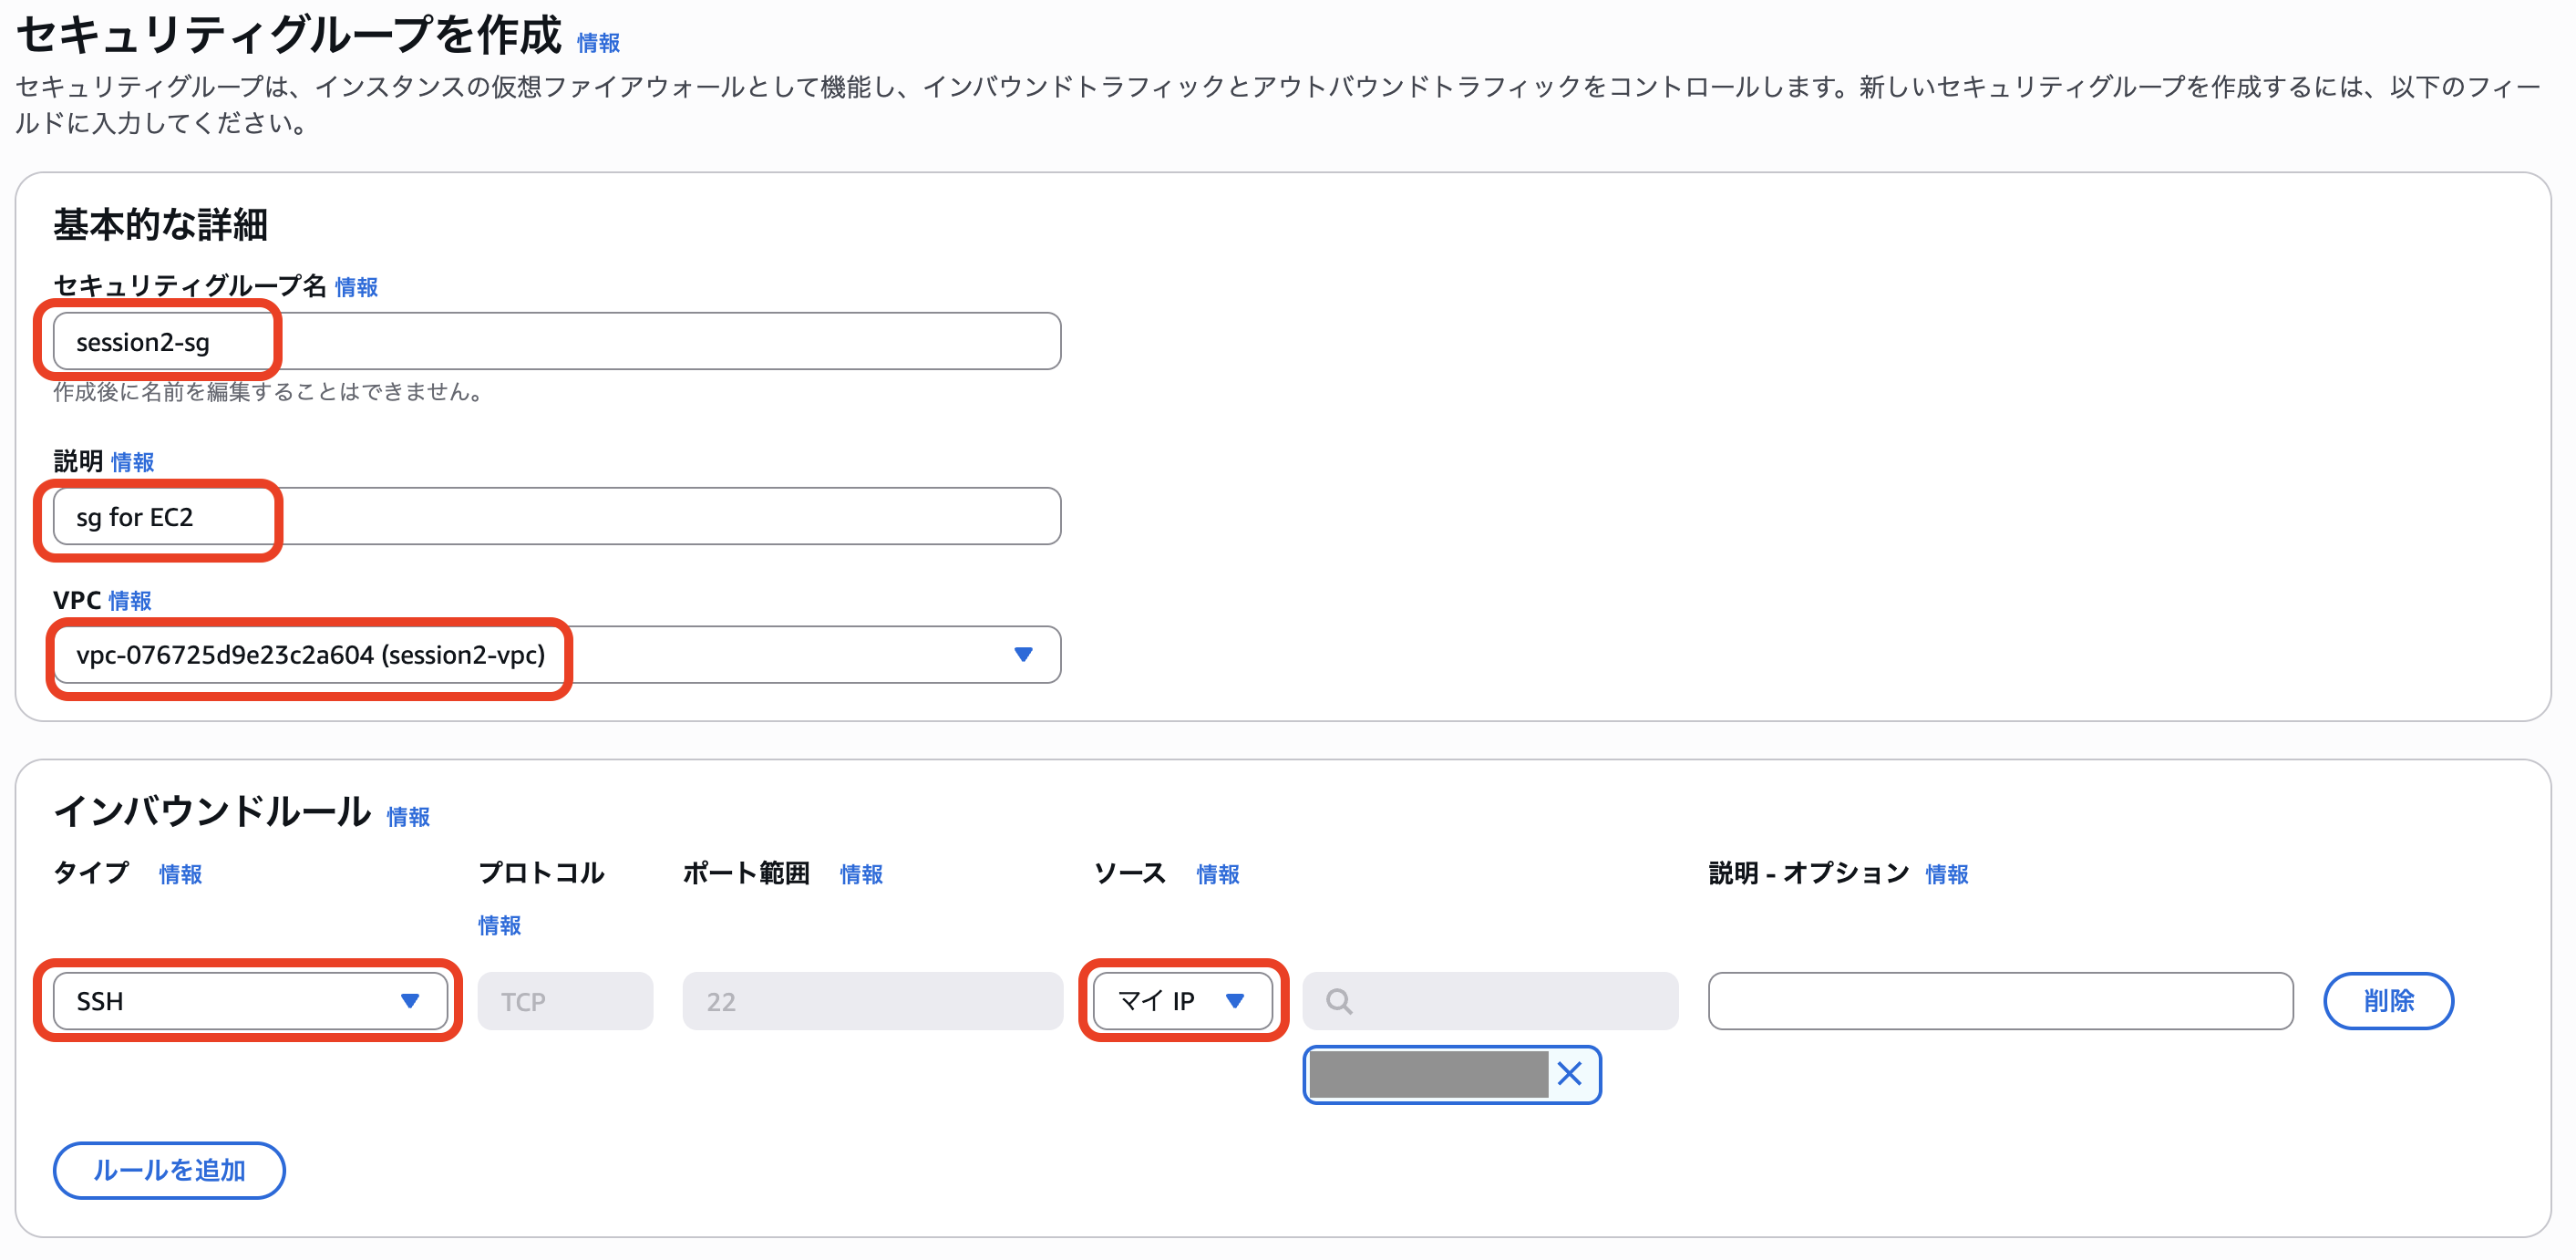 セキュリティグループを作成 情報
セキュリティグループは、インスタンスの仮想ファイアウォールとして機能し、インバウンドトラフィックとアウトバウンドトラフィックをコントロールします。新しいセキュリティグループを作成するには、以下のフィー
ルドに入力してください。
基本的な詳細
セキュリティグループ名 情報
session2-sg
作成後に名前を編集することはできません。
説明 情報
sg for EC2
VPC 情報
vpc-076725d9e23c2a604 (session2-vpc)
インバウンドルール 情報
タイプ 情報 プロトコル ポート範囲 情報 ソース 情報 説明 - オプション 情報
情報
SSH TCP 22 マイ IP 削除
ルールを追加